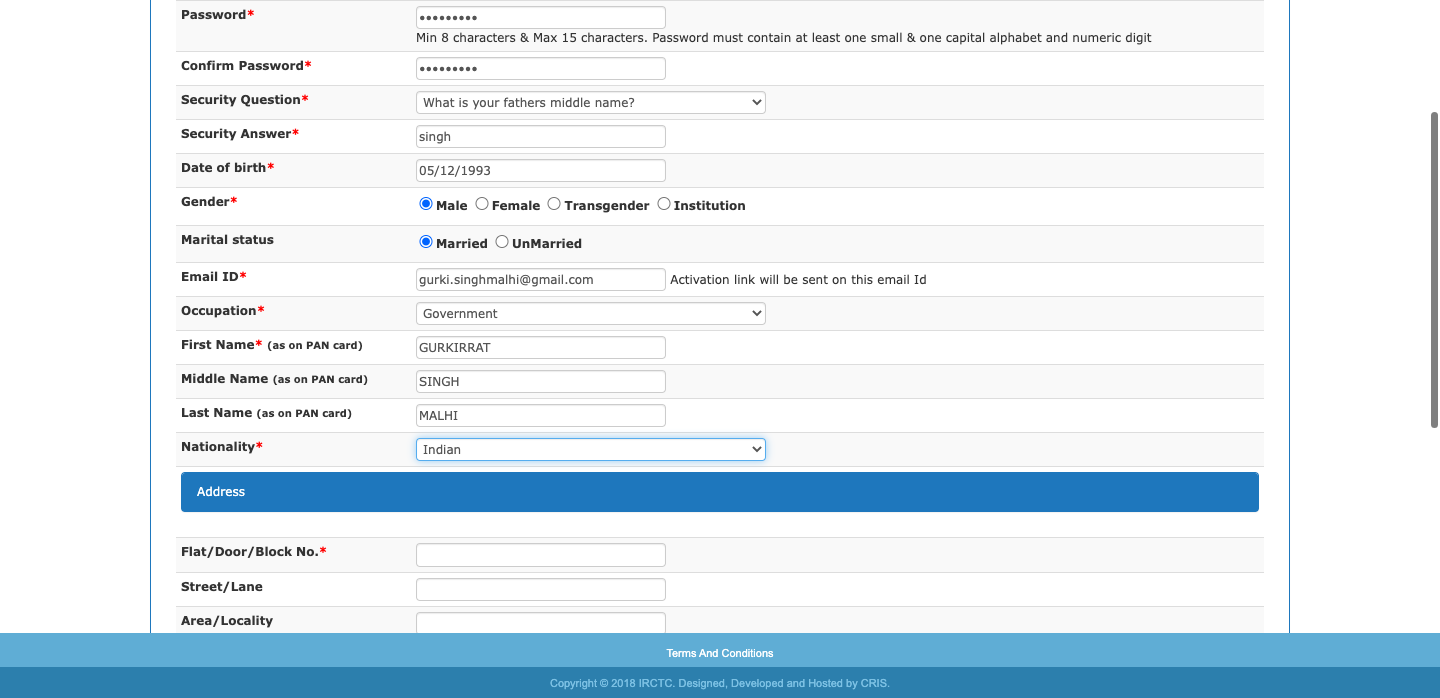 Password*
•••••••••
Min 8 characters & Max 15 characters. Password must contain at least one small & one capital alphabet and numeric digit
Confirm Password*
•••••••••
Security Question* What is your fathers middle name?
Security Answer* singh
Date of birth* 05/12/1993
Gender* Male Female Transgender Institution
Marital status Married UnMarried
Email ID* gurki.singhmalhi@gmail.com Activation link will be sent on this email Id
Occupation* Government
First Name* (as on PAN card) GURKIRRAT
Middle Name (as on PAN card) SINGH
Last Name (as on PAN card) MALHI
Nationality* Indian
Address
Flat/Door/Block No.*
Street/Lane
Area/Locality
Terms And Conditions
Copyright © 2018 IRCTC. Designed, Developed and Hosted by CRIS.